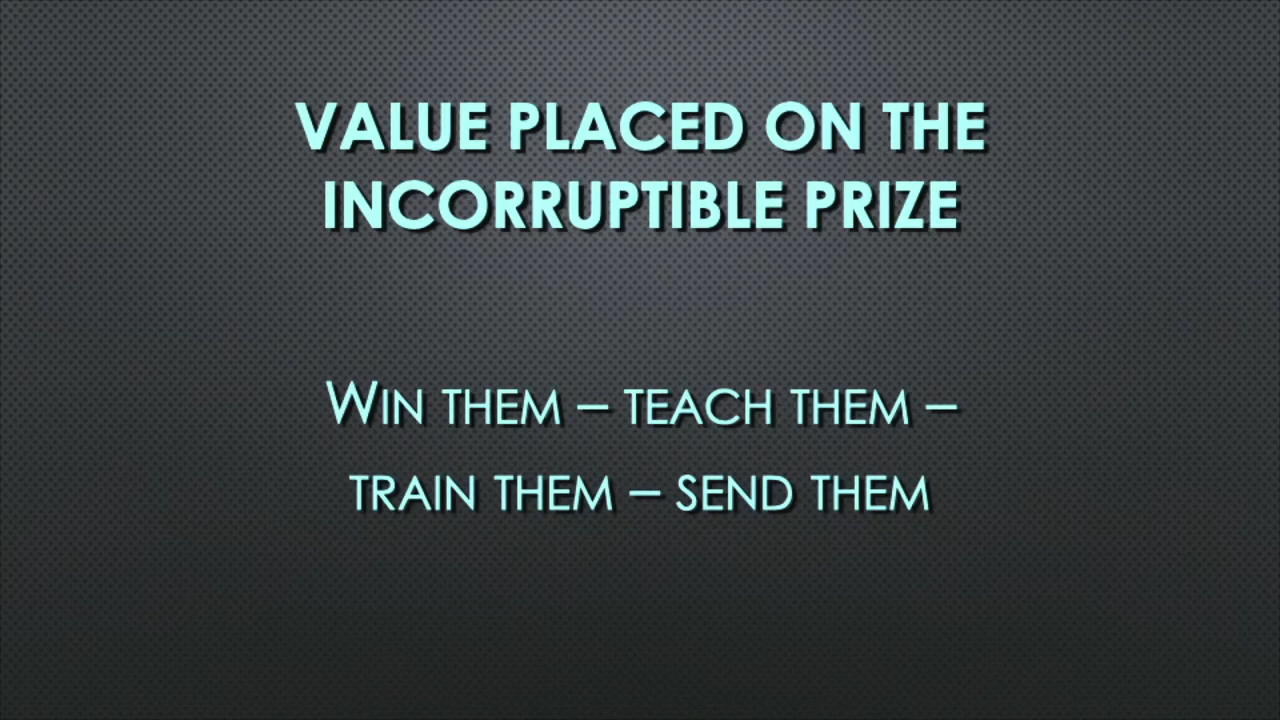 VALUE PLACED ON THE
INCORRUPTIBLE PRIZE
WIN THEM – TEACH THEM –
TRAIN THEM – SEND THEM